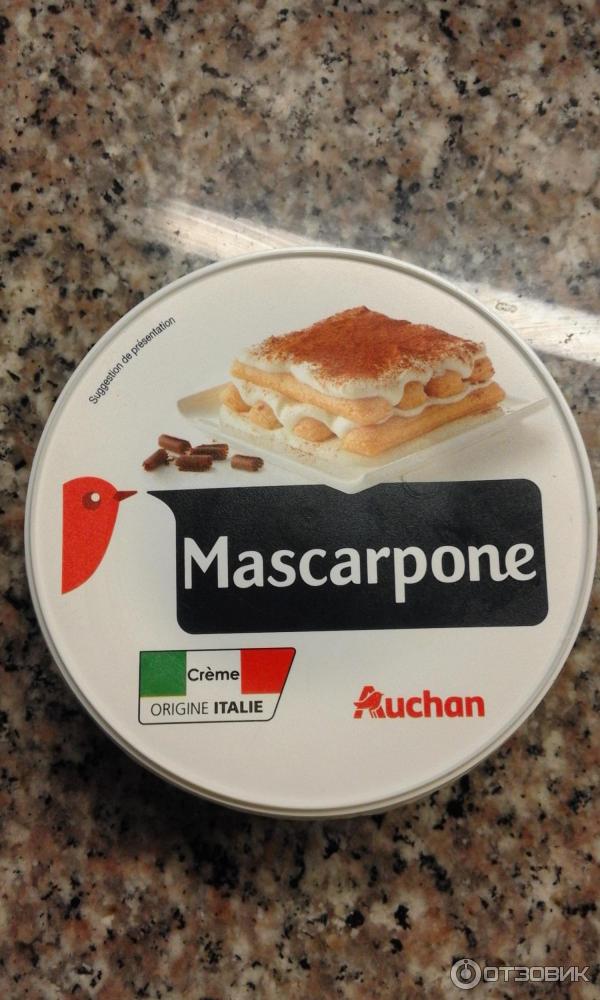 Suggestion de présentation
Mascarpone
Crème
ORIGINE ITALIE
Auchan
ОТЗОВИК